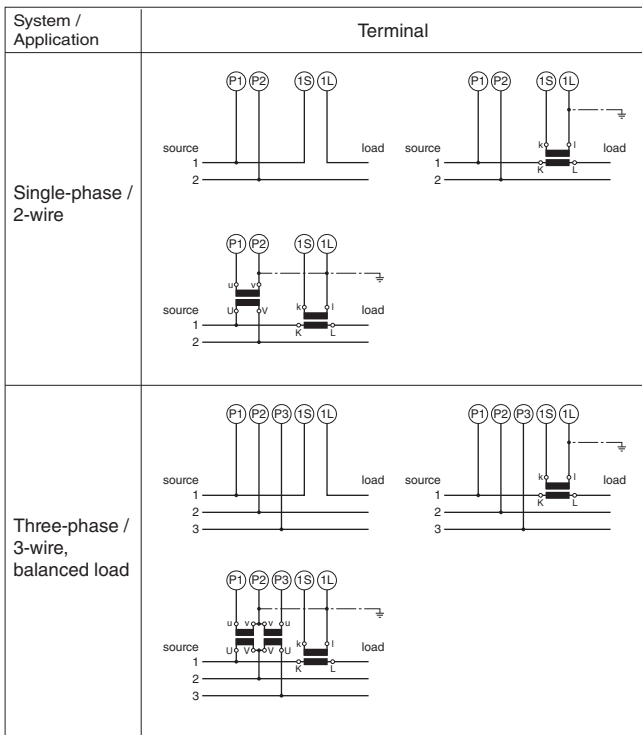 System /
Application
Terminal
Single-phase /
2-wire
P1 P2 1S 1L
source load
1
2
P1 P2 1S 1L
k l
source load
1
K L
2
P1 P2 1S 1L
u v
k l
source U V load
1
K L
2
Three-phase /
3-wire,
balanced load
P1 P2 P3 1S 1L
source load
1
2
3
P1 P2 P3 1S 1L
k l
source load
1
K L
2
3
P1 P2 P3 1S 1L
u v v u
k l
source U V V U load
1
K L
2
3